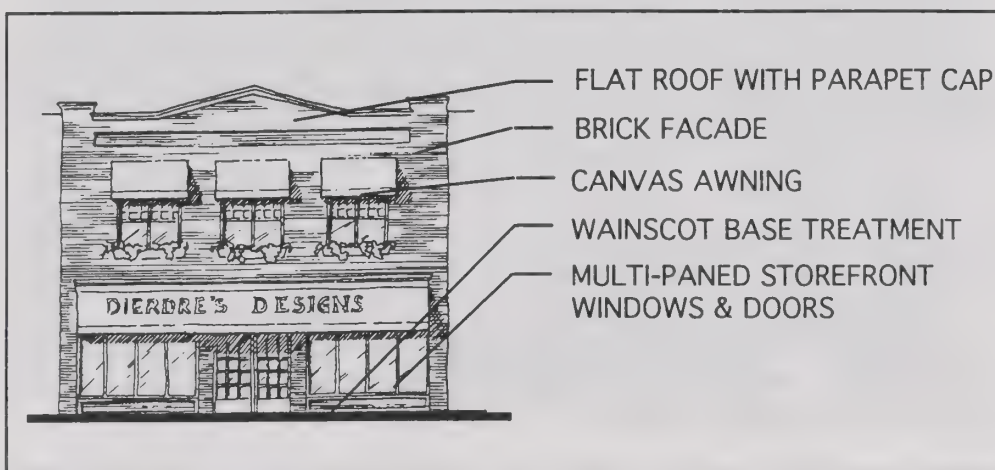 FLAT ROOF WITH PARAPET CAP
BRICK FACADE
CANVAS AWNING
WAINSCOT BASE TREATMENT
MULTI-PANED STOREFRONT
WINDOWS & DOORS
DIERDRE'S DESIGNS